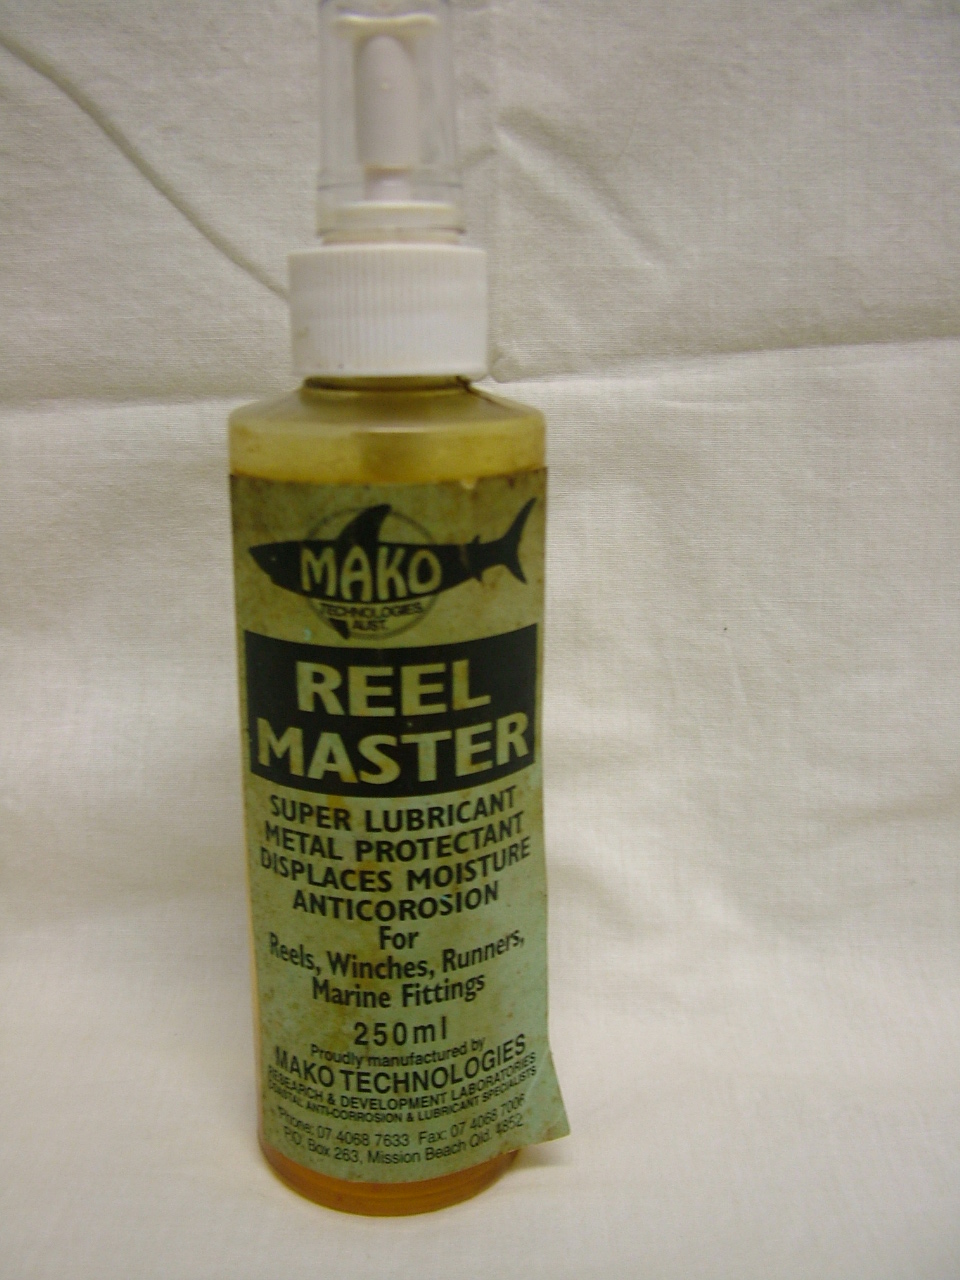 MAKO
TECHNOLOGIES
AUST.
REEL
MASTER
SUPER LUBRICANT
METAL PROTECTANT
DISPLACES MOISTURE
ANTICOROSION
For
Reels, Winches, Runners,
Marine Fittings
250ml
Proudly manufactured by
MAKO TECHNOLOGIES
RESEARCH & DEVELOPMENT LABORATORIES
COASTAL ANTI-CORROSION & LUBRICANT SPECIALISTS
Phone: 07 4068 7633 Fax: 07 4068 7006
P.O. Box 263, Mission Beach Qld. 4852